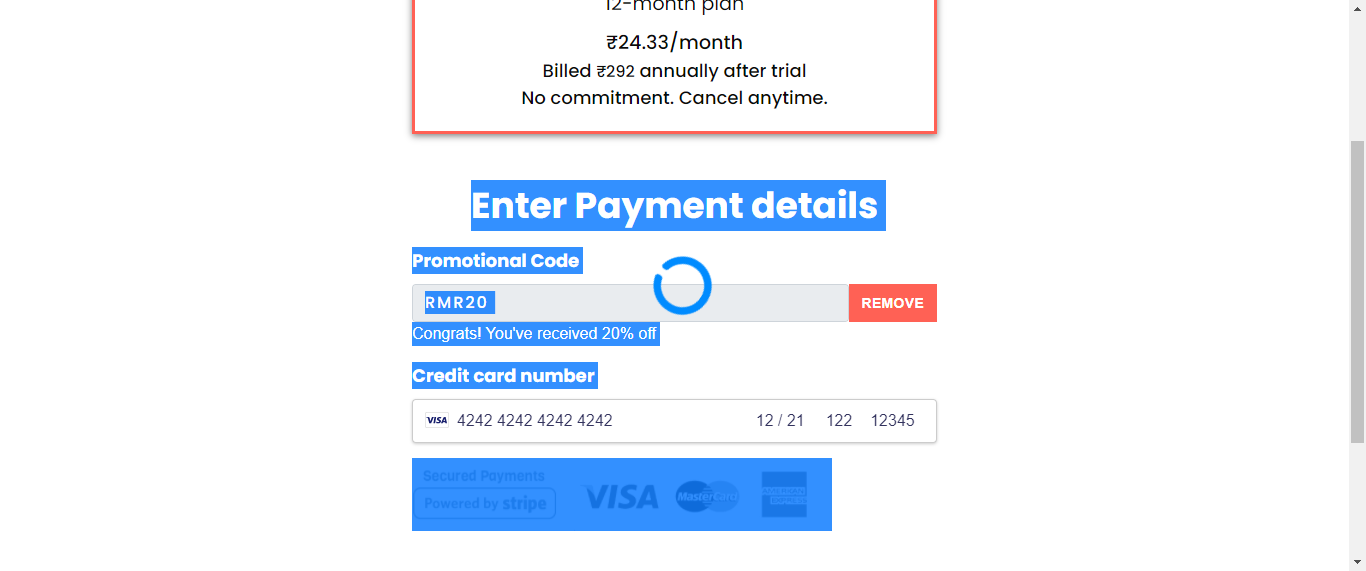 12-month plan
₹24.33/month
Billed ₹292 annually after trial
No commitment. Cancel anytime.
Enter Payment details
Promotional Code
RMR20 REMOVE
Congrats! You've received 20% off
Credit card number
VISA 4242 4242 4242 4242 12 / 21 122 12345
Secured Payments
Powered by stripe VISA MasterCard AMERICAN EXPRESS